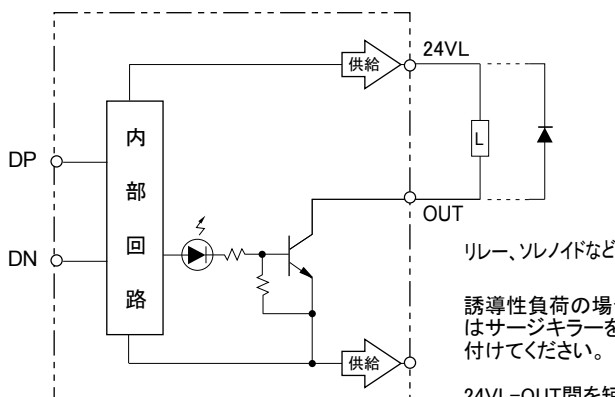 24VL
供給
L
内部回路
DP
DN
OUT
リレー、ソレノイドなど
誘導性負荷の場
はサージキラーを
付けてください。
供給
24VL-OUT間を